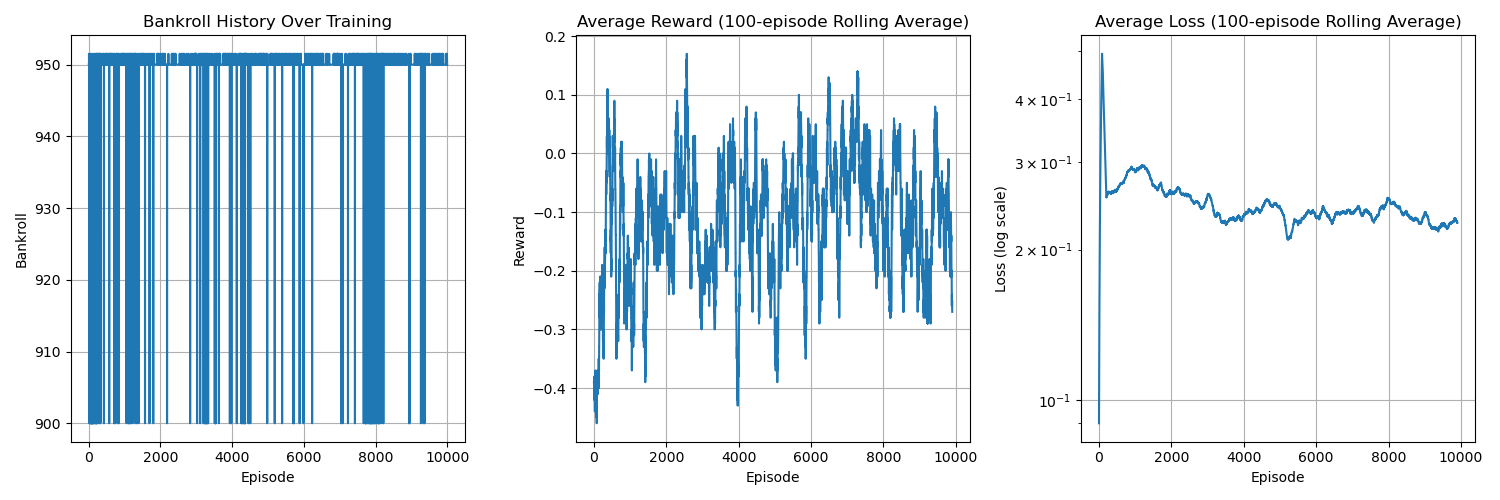 Bankroll History Over Training
Bankroll
950
940
930
920
910
900
0 2000 4000 6000 8000 10000
Episode
Average Reward (100-episode Rolling Average)
Reward
0.2
0.1
0.0
−0.1
−0.2
−0.3
−0.4
0 2000 4000 6000 8000 10000
Episode
Average Loss (100-episode Rolling Average)
Loss (log scale)
4 × 10⁻¹
3 × 10⁻¹
2 × 10⁻¹
10⁻¹
0 2000 4000 6000 8000 10000
Episode